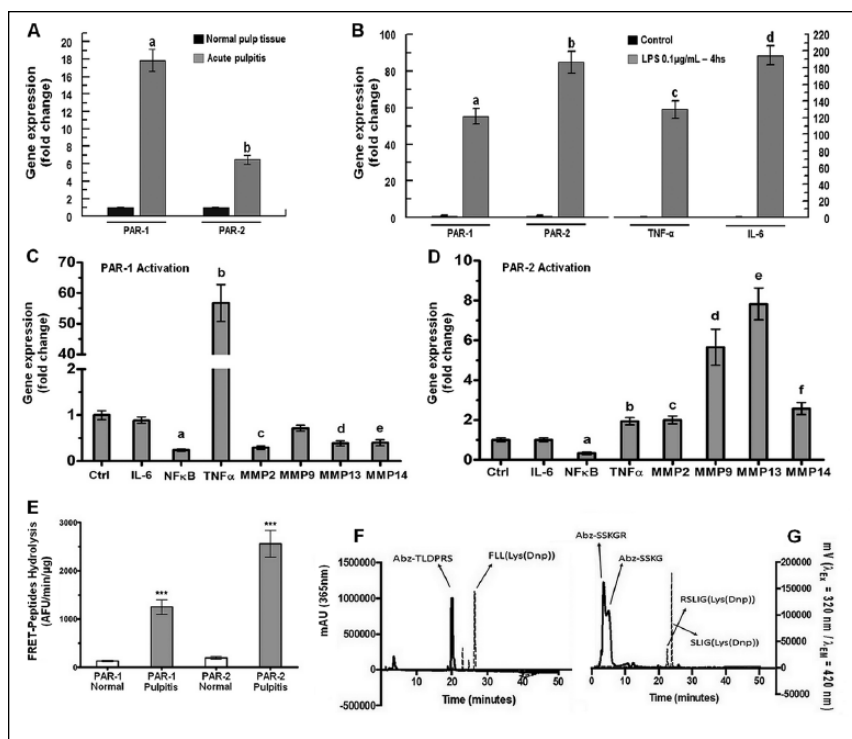 A
Gene expression
(fold change)
20
18
16
14
12
10
8
6
4
2
0
Normal pulp tissue
Acute pulpitis
a
b
PAR-1
PAR-2
B
Gene expression
(fold change)
100
80
60
40
20
0
Control
LPS 0.1µg/mL – 4hs
a
b
c
d
220
200
180
160
140
120
100
80
60
40
20
0
PAR-1
PAR-2
TNF-α
IL-6
C
PAR-1 Activation
Gene expression
(fold change)
70
60
50
40
2
1
0
a
b
c
d
e
Ctrl
IL-6
NFκB
TNFα
MMP2
MMP9
MMP13
MMP14
D
PAR-2 Activation
Gene expression
(fold change)
10
8
6
4
2
0
a
b
c
d
e
f
Ctrl
IL-6
NFκB
TNFα
MMP2
MMP9
MMP13
MMP14
E
FRET-Peptides Hydrolysis
(AFU/min/µg)
3000
2000
1000
0
***
***
PAR-1
Normal
PAR-1
Pulpitis
PAR-2
Normal
PAR-2
Pulpitis
F
mAU (365nm)
1500000
1000000
500000
0
-500000
Abz-TLDPRS
FLL(Lys(Dnp))
10
20
30
40
50
Time (minutes)
G
Abz-SSKGR
Abz-SSKG
RSLIG(Lys(Dnp))
SLIG(Lys(Dnp))
0
10
20
30
40
50
Time (minutes)
200000
150000
100000
50000
0
-50000
mV (λEx = 320 nm / λEM = 420 nm)